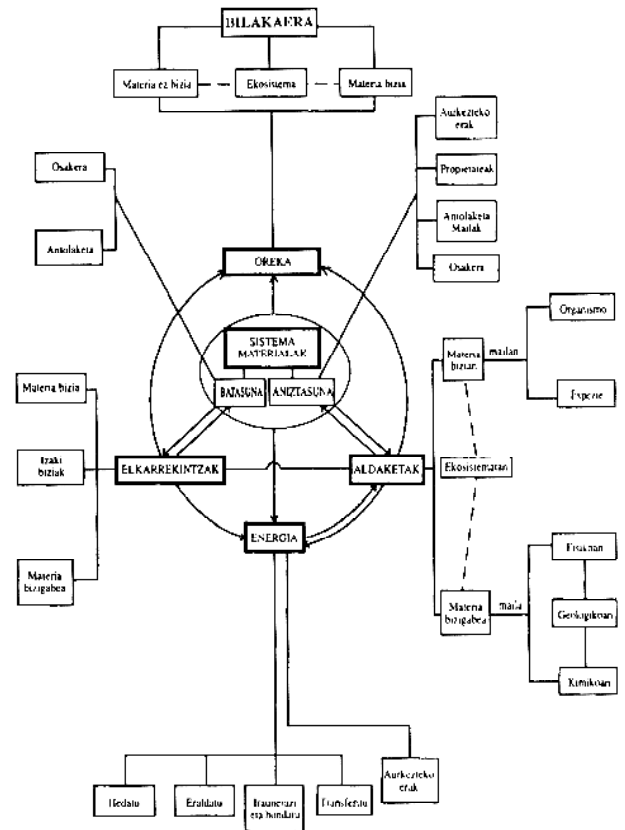 BILAKAERA
Materia ez bizia
Ekosistema
Materia bizia
Aurkezteko
erak
Propietateak
Antolaketa
Mailak
Osakera
Osakera
Antolaketa
OREKA
SISTEMA
MATERIALAK
BATASUNA
ANIZTASUNA
Materia
bizian
mailan
Organismo
Espezie
Materia bizia
Izaki
biziak
Materia
bizigabea
ELKARREKINTZAK
ALDAKETAK
Ekosistematan
ENERGIA
Materia
bizigabea
maila
Fisikoan
Geologikoan
Kimikoan
Hedatu
Eraldatu
Iraunerazi
eta hondatu
Transferitu
Aurkezteko
erak